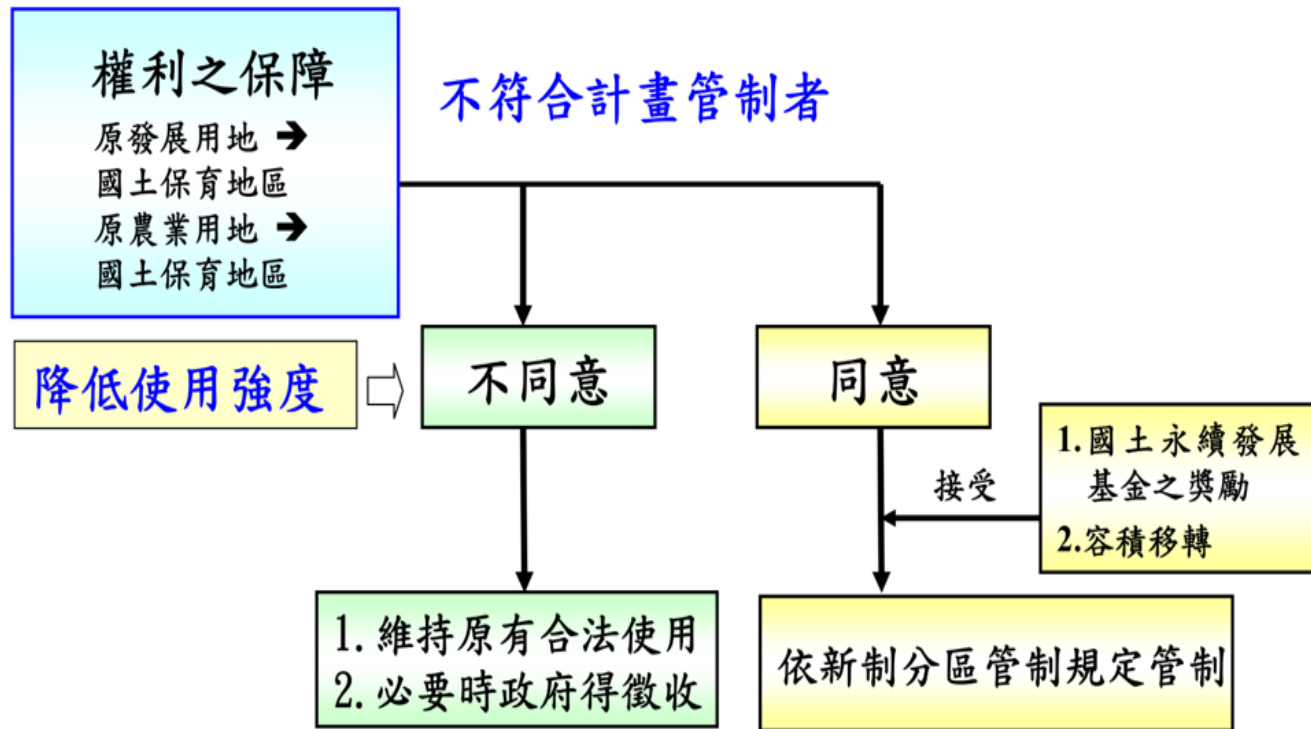 權利之保障
原發展用地 ➔
國土保育地區
原農業用地 ➔
國土保育地區
不符合計畫管制者
降低使用強度
不同意
同意
接受
1.國土永續發展
基金之獎勵
2.容積移轉
1. 維持原有合法使用
2. 必要時政府得徵收
依新制分區管制規定管制